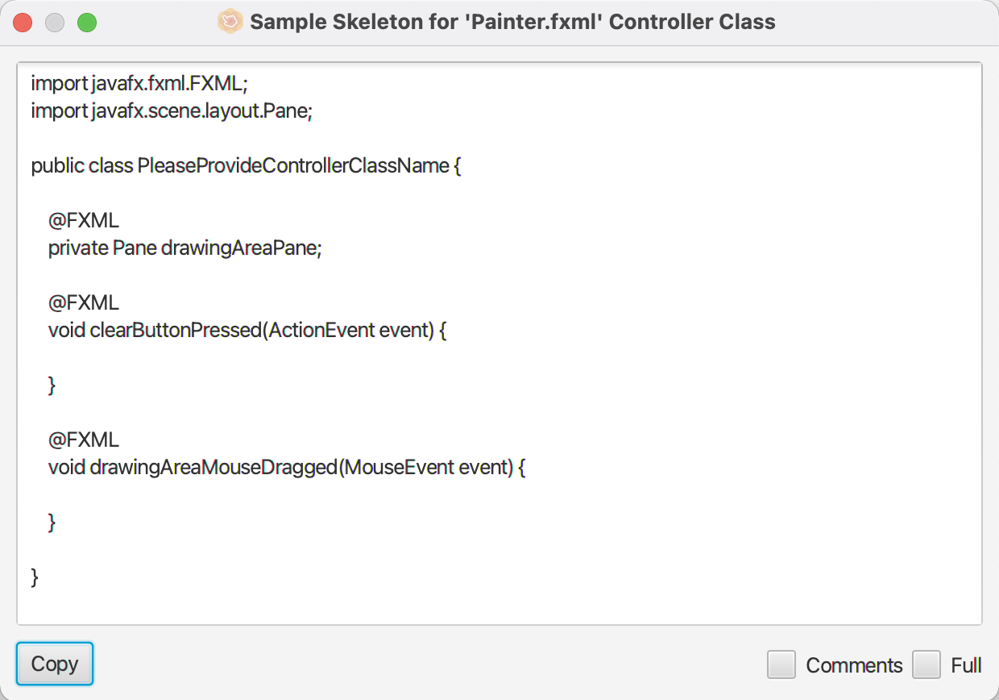 Sample Skeleton for 'Painter.fxml' Controller Class
import javafx.fxml.FXML;
import javafx.scene.layout.Pane;
public class PleaseProvideControllerClassName {
@FXML
private Pane drawingAreaPane;
@FXML
void clearButtonPressed(ActionEvent event) {
}
@FXML
void drawingAreaMouseDragged(MouseEvent event) {
}
}
Copy
Comments
Full